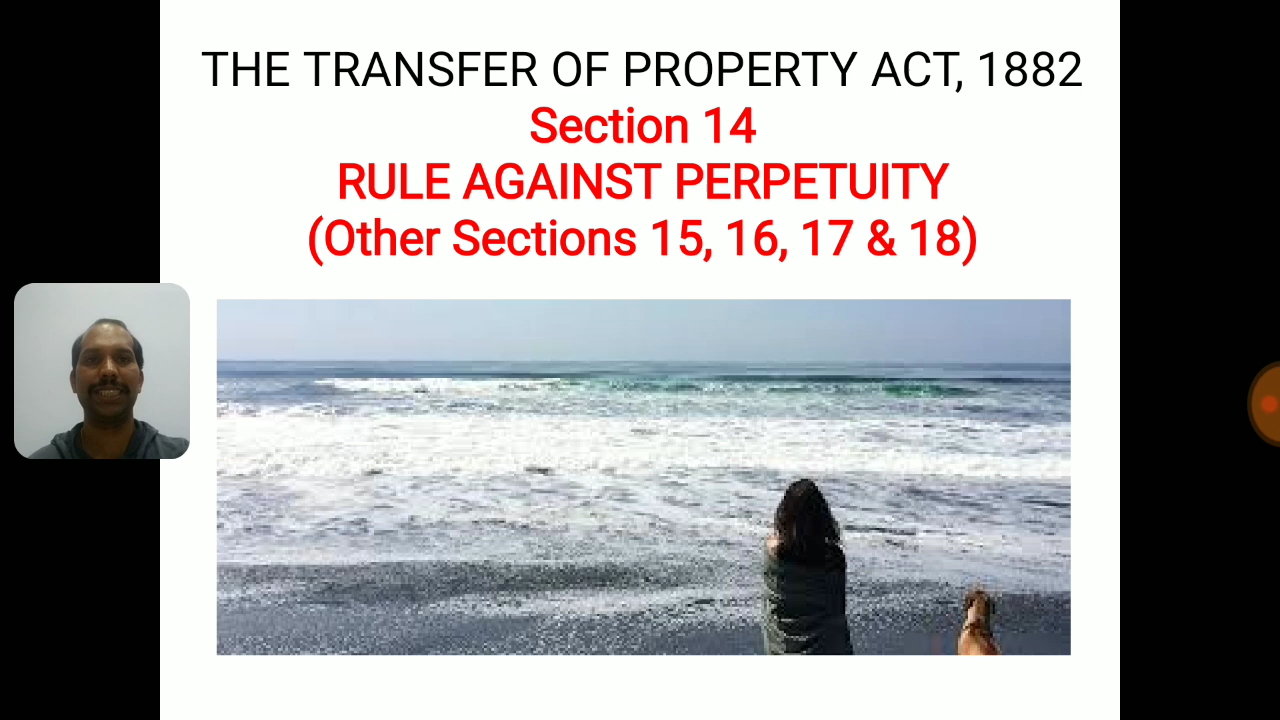 THE TRANSFER OF PROPERTY ACT, 1882
Section 14
RULE AGAINST PERPETUITY
(Other Sections 15, 16, 17 & 18)